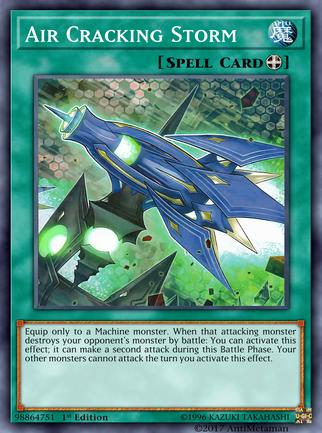 Air Cracking Storm
[Spell Card]
Equip only to a Machine monster. When that attacking monster
destroys your opponent's monster by battle: You can activate this
effect; it can make a second attack during this Battle Phase. Your
other monsters cannot attack the turn you activate this effect.
98864751 1st Edition ©1996 KAZUKI TAKAHASHI
©2017 AntiMetaman